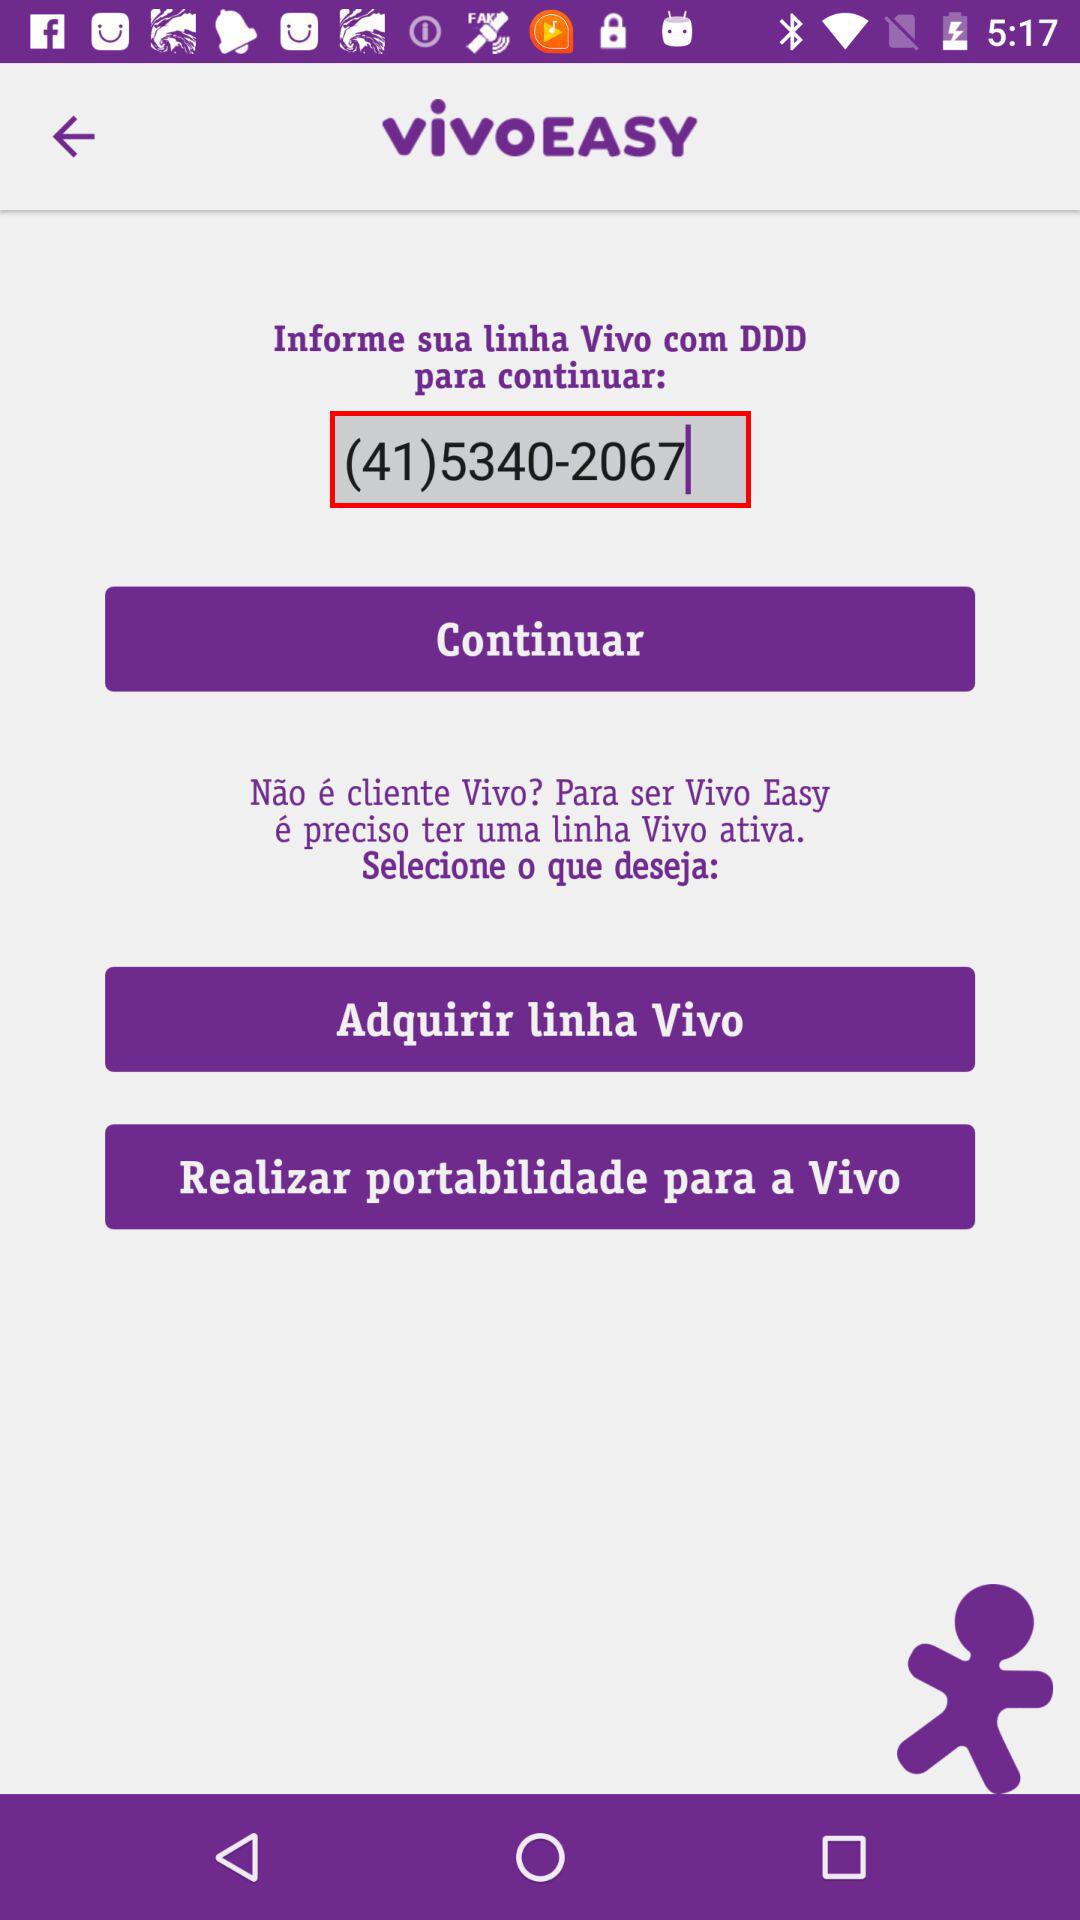 FAKE
5:17
vivoEASY
Informe sua linha Vivo com DDD
para continuar:
(41)5340-2067
Continuar
Não é cliente Vivo? Para ser Vivo Easy
é preciso ter uma linha Vivo ativa.
Selecione o que deseja:
Adquirir linha Vivo
Realizar portabilidade para a Vivo